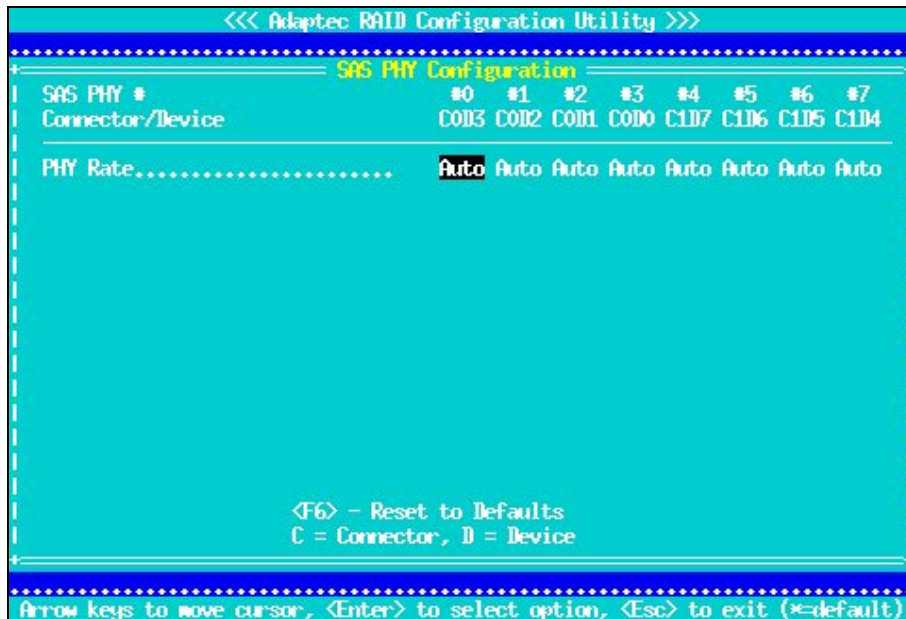 <<< Adaptec RAID Configuration Utility >>>
SAS PHY Configuration
SAS PHY # #0 #1 #2 #3 #4 #5 #6 #7
Connector/Device C0D3 C0D2 C0D1 C0D0 C1D7 C1D6 C1D5 C1D4
PHY Rate........................ Auto Auto Auto Auto Auto Auto Auto Auto
<F6> - Reset to Defaults
C = Connector, D = Device
Arrow keys to move cursor, <Enter> to select option, <Esc> to exit (*=default)